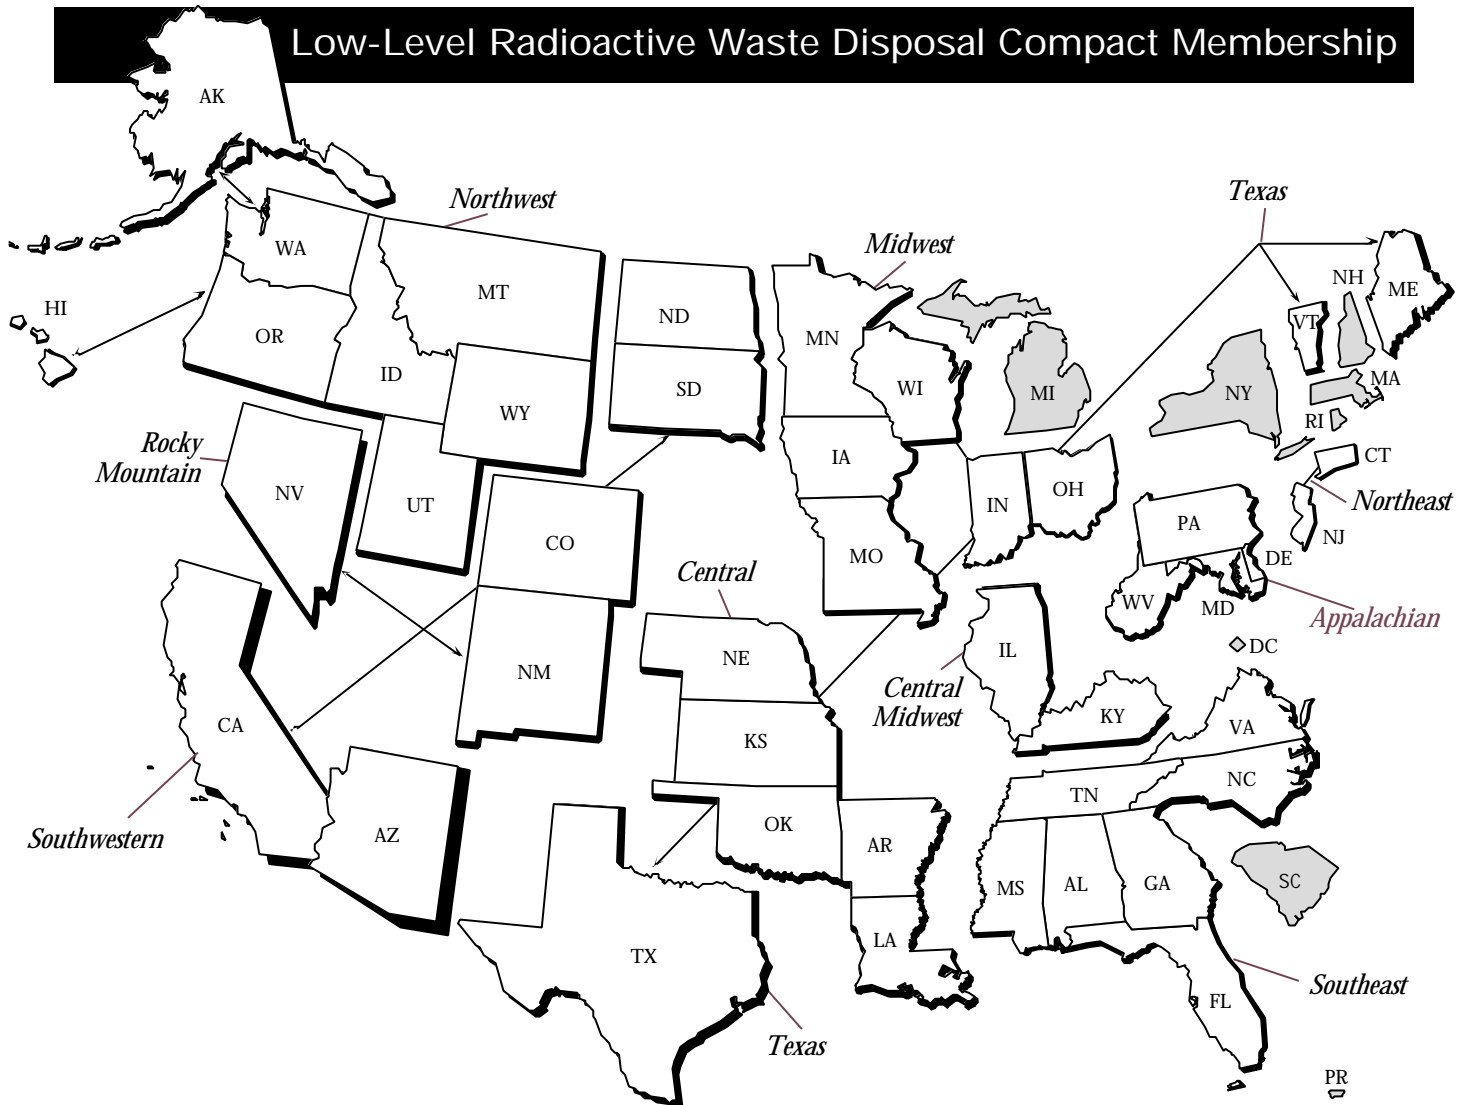 Low-Level Radioactive Waste Disposal Compact Membership
AK
Northwest
Texas
Midwest
WA
MT
HI
OR
ID
WY
ND
SD
MN
WI
MI
NH
ME
VT
NY
MA
RI
CT
Northeast
NJ
Rocky
Mountain
NV
UT
CO
IA
MO
IN
OH
PA
DE
WV
MD
Appalachian
DC
Central
NE
NM
KS
IL
Central
Midwest
KY
VA
CA
Southwestern
AZ
OK
AR
TN
NC
MS
AL
GA
SC
TX
LA
Texas
FL
Southeast
PR